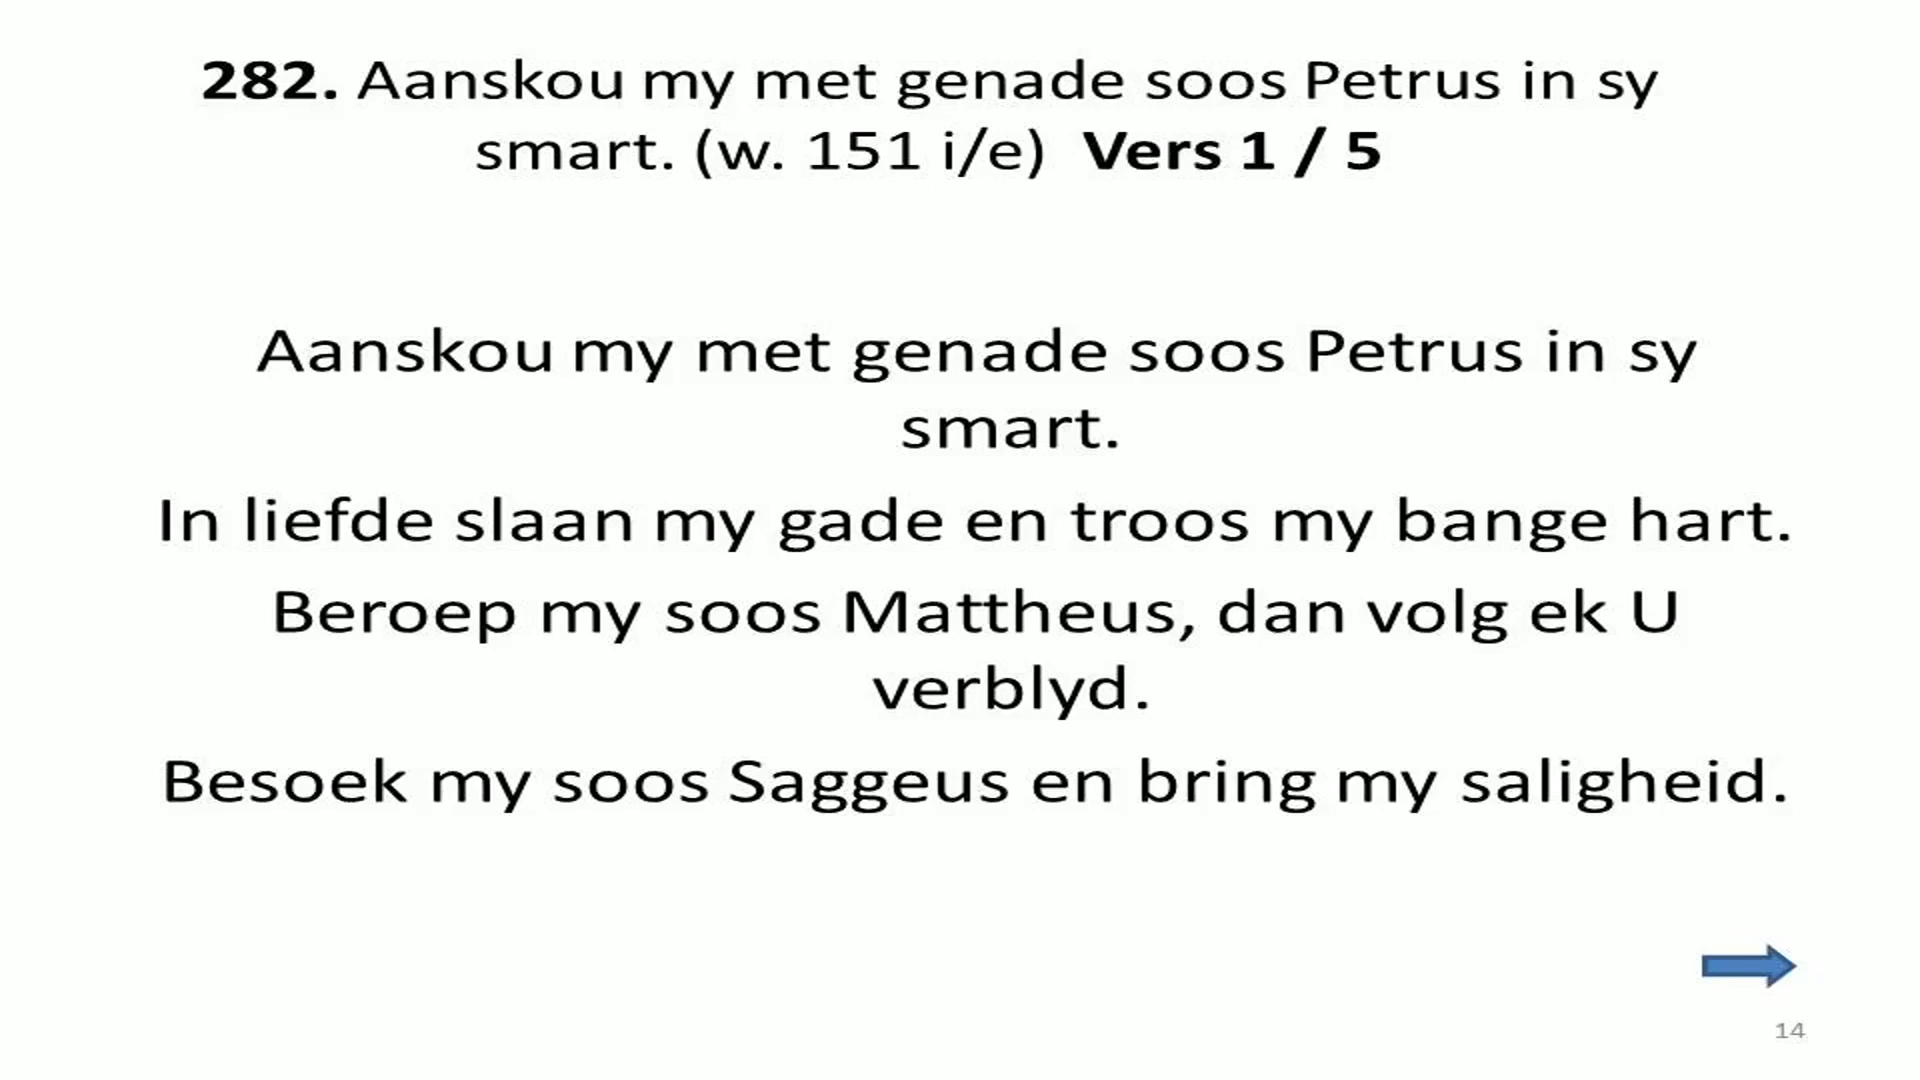 282. Aanskou my met genade soos Petrus in sy
smart. (w. 151 i/e) Vers 1 / 5
Aanskou my met genade soos Petrus in sy
smart.
In liefde slaan my gade en troos my bange hart.
Beroep my soos Mattheus, dan volg ek U
verblyd.
Besoek my soos Saggeus en bring my saligheid.
14